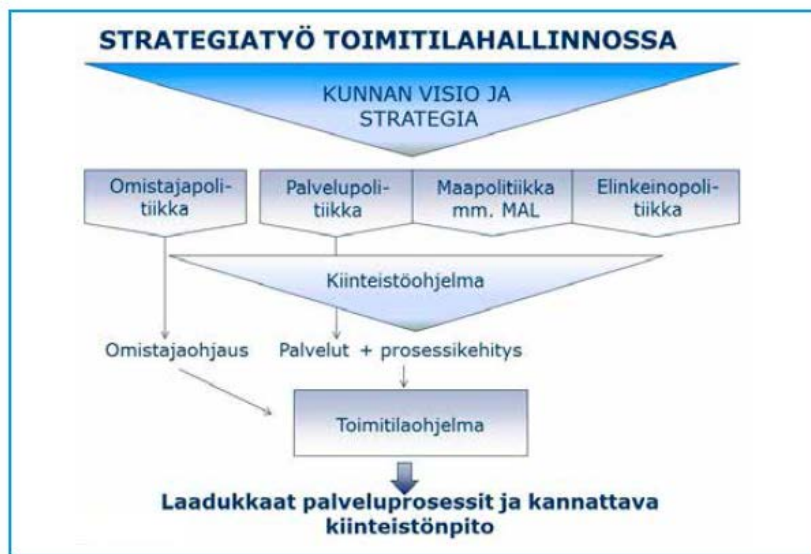 STRATEGIATYÖ TOIMITILAHALLINNOSSA
KUNNAN VISIO JA
STRATEGIA
Omistajapoli-
tiikka
Palvelupoli-
tiikka
Maapolitiikka
mm. MAL
Elinkeinopoli-
tiikka
Kiinteistöohjelma
Omistajaohjaus
Palvelut + prosessikehitys
Toimitilaohjelma
Laadukkaat palveluprosessit ja kannattava
kiinteistönpito